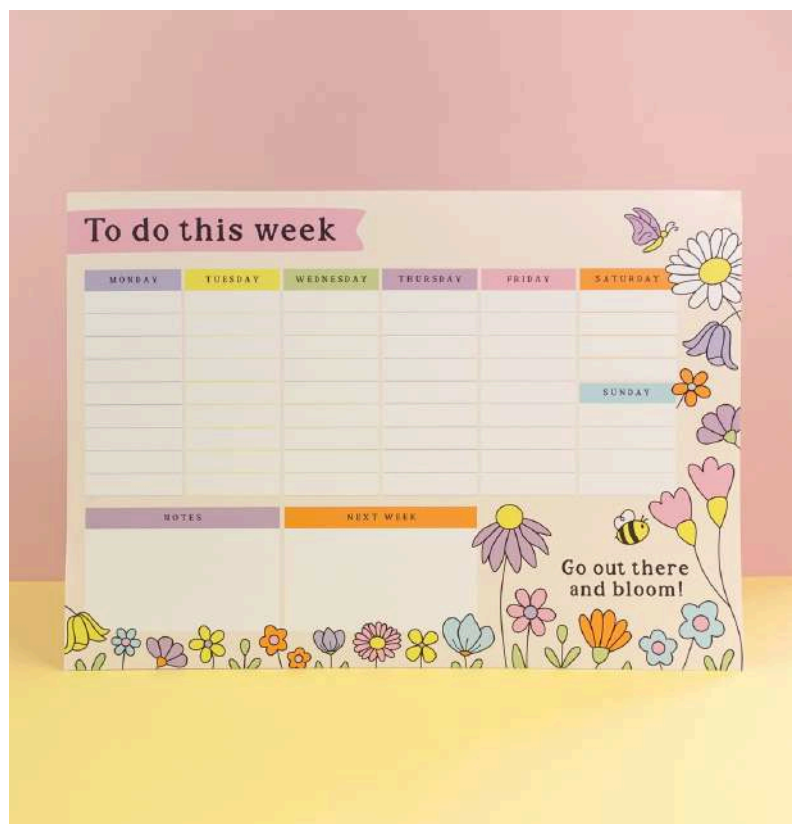 To do this week
MONDAY TUESDAY WEDNESDAY THURSDAY FRIDAY SATURDAY
SUNDAY
NOTES NEXT WEEK
Go out there
and bloom!